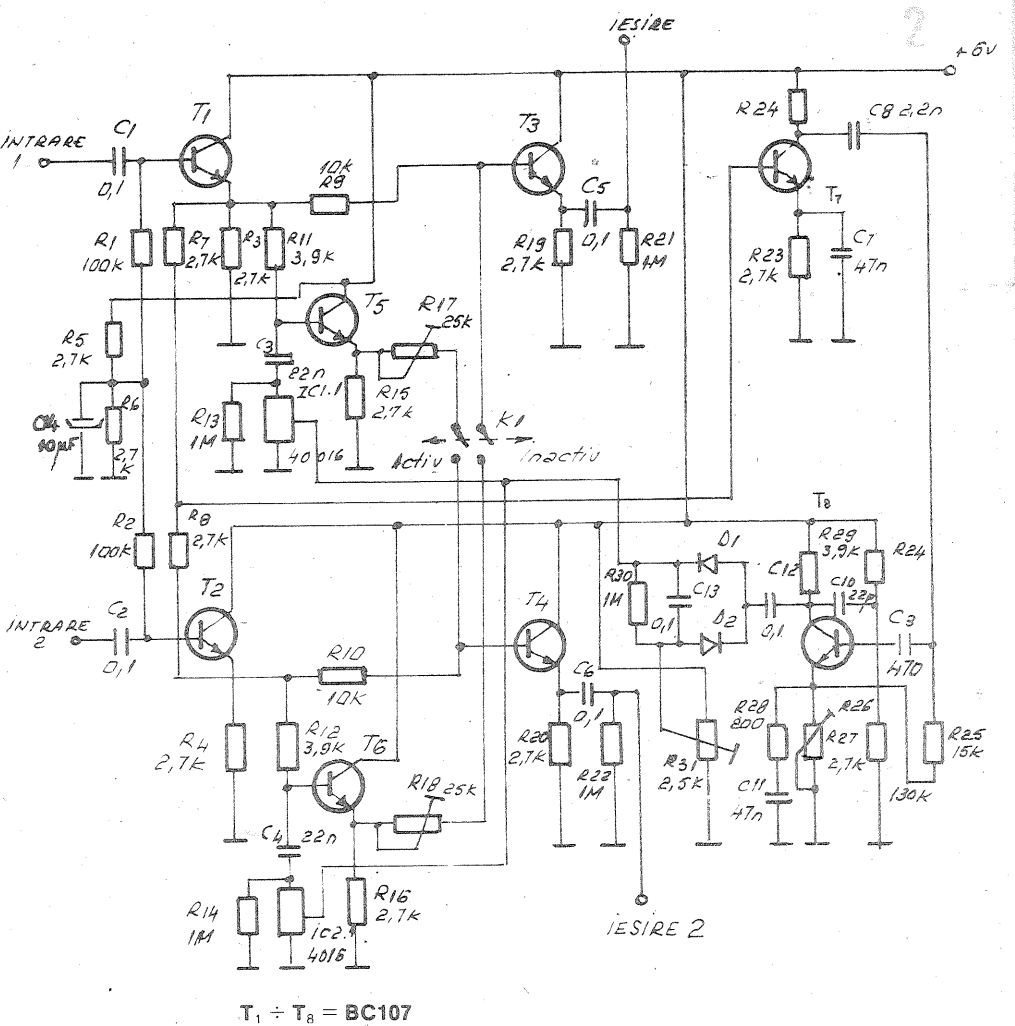 2
IESIRE
+ 6V
INTRARE
1
C1
0,1
T1
10K
R9
T3
C5
0,1
R24
C8 2,2n
T7
R1
100K
R7
2,7K
R3
2,7K
R11
3,9K
R19
2,7K
R21
1M
R23
2,7K
C7
47n
R5
2,7K
T5
R17
25K
C3
22n
IC1.1
R15
2,7K
R6
2,7
K
10µF
R13
1M
40016
K1
Activ
Inactiv
R2
100K
R8
2,7K
T8
R29
3,9K
R24
INTRARE
2
C2
0,1
T2
T4
R30
1M
C13
0,1
D1
D2
C12
0,1
C10
22p
C3
470
R10
10K
C6
0,1
R4
2,7K
R12
3,9K
T6
R18 25K
R20
2,7K
R22
1M
R31
2,5K
R28
200
R27
2,7K
R26
R25
15K
C11
47n
130K
C4
22n
R14
1M
IC2.1
4016
R16
2,7K
IESIRE 2
T₁ ÷ T₈ = BC107